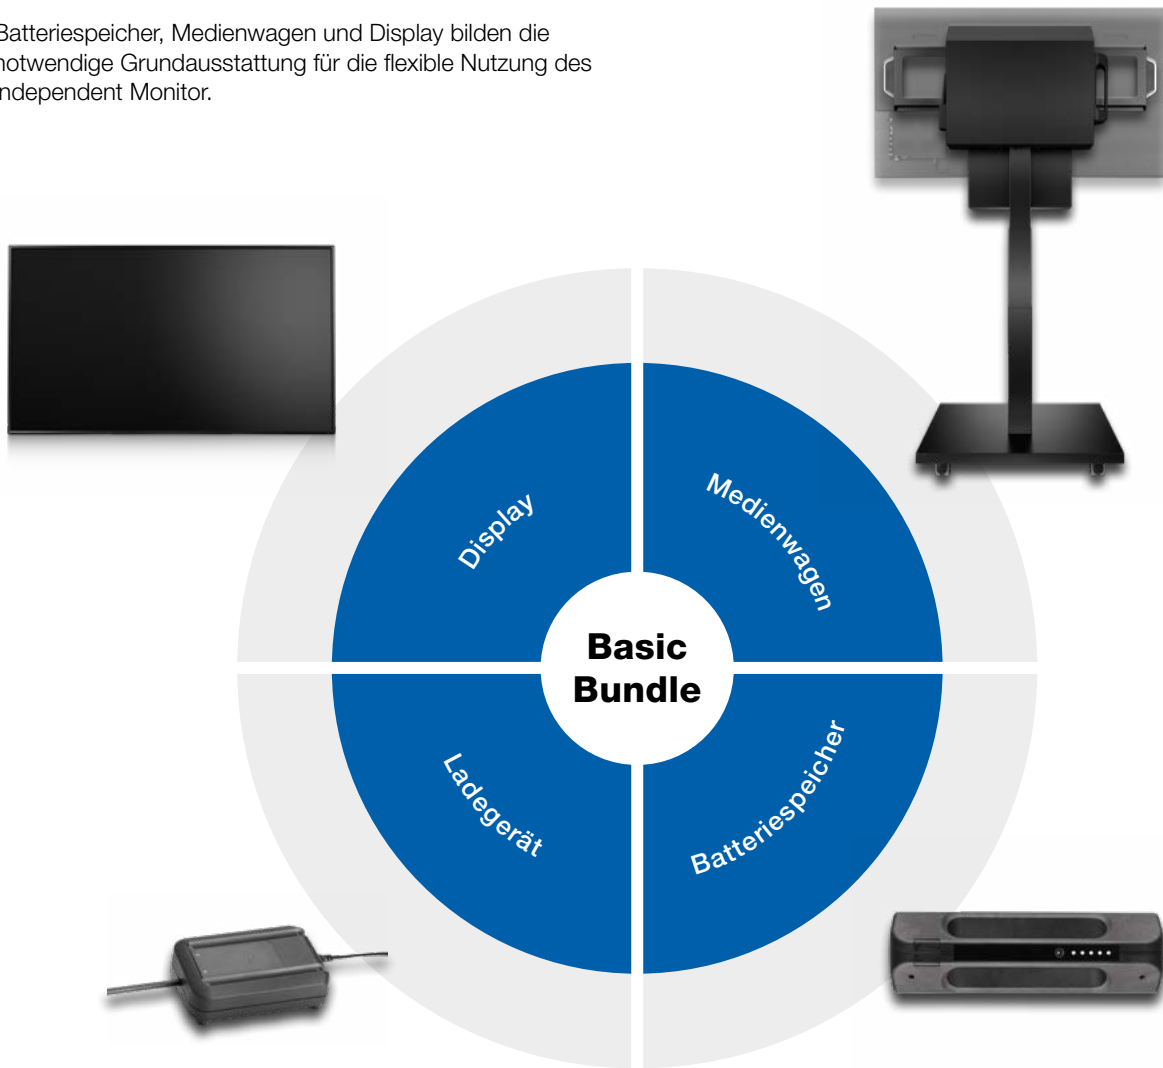 Batteriespeicher, Medienwagen und Display bilden die
notwendige Grundausstattung für die flexible Nutzung des
Independent Monitor.
Display
Medienwagen
Basic
Bundle
Ladegerät
Batteriespeicher